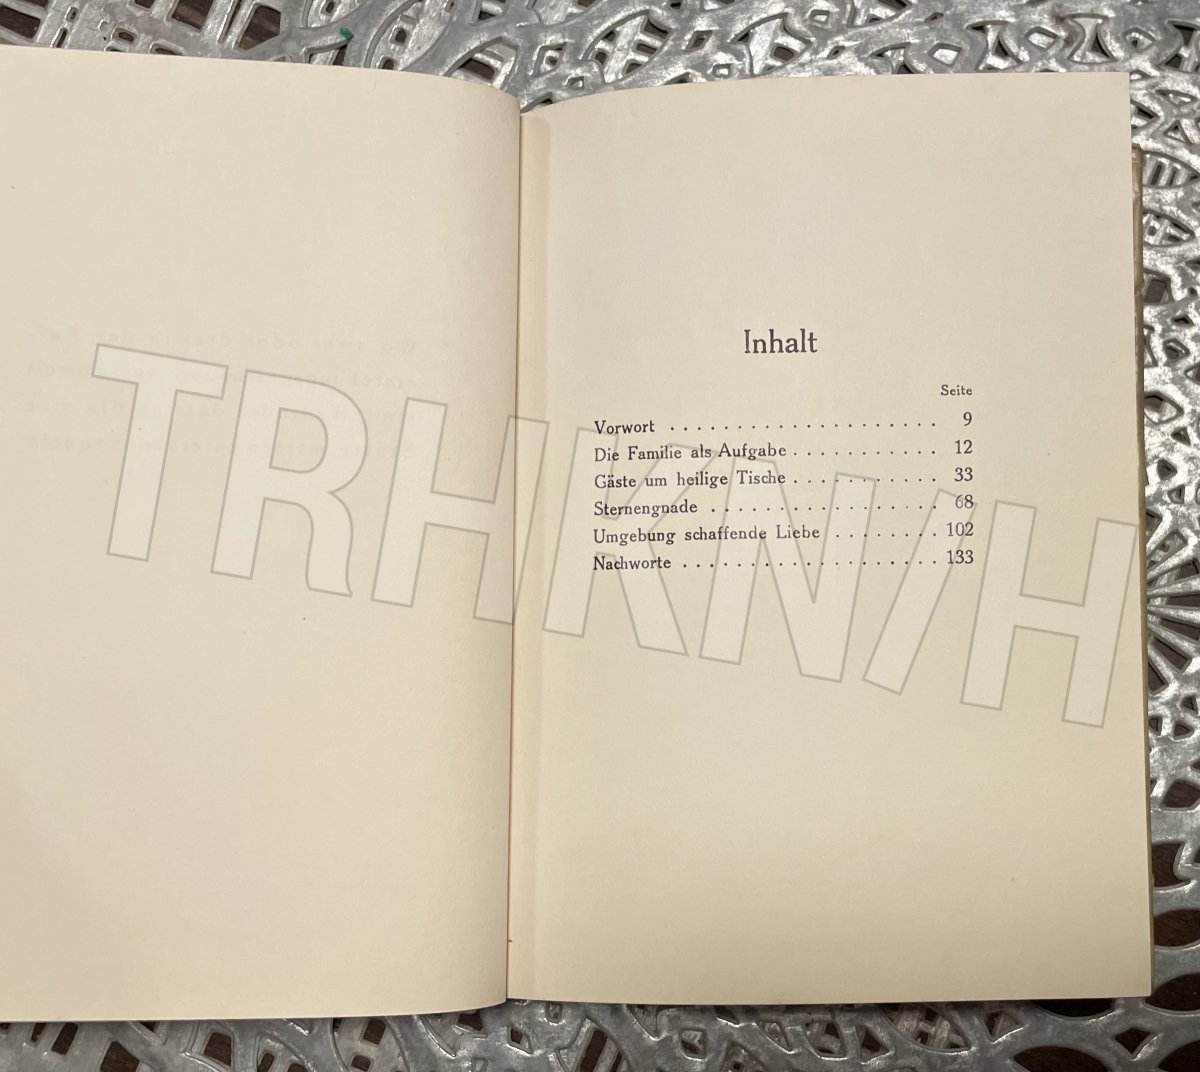 Inhalt
Seite
Vorwort . . . . . . . . . . . . . . . . . . . . 9
Die Familie als Aufgabe . . . . . . . . . . . 12
Gäste um heilige Tische . . . . . . . . . . . 33
Sternengnade . . . . . . . . . . . . . . . . . 68
Umgebung schaffende Liebe . . . . . . . . 102
Nachworte . . . . . . . . . . . . . . . . . . . 133
TRHKN/H